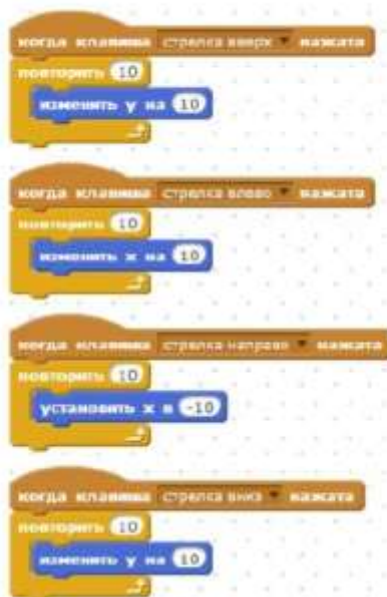 когда клавиша стрелка вверх нажата
повторить 10
изменить y на 10
когда клавиша стрелка влево нажата
повторить 10
изменить x на 10
когда клавиша стрелка направо нажата
повторить 10
установить x в -10
когда клавиша стрелка вниз нажата
повторить 10
изменить y на 10